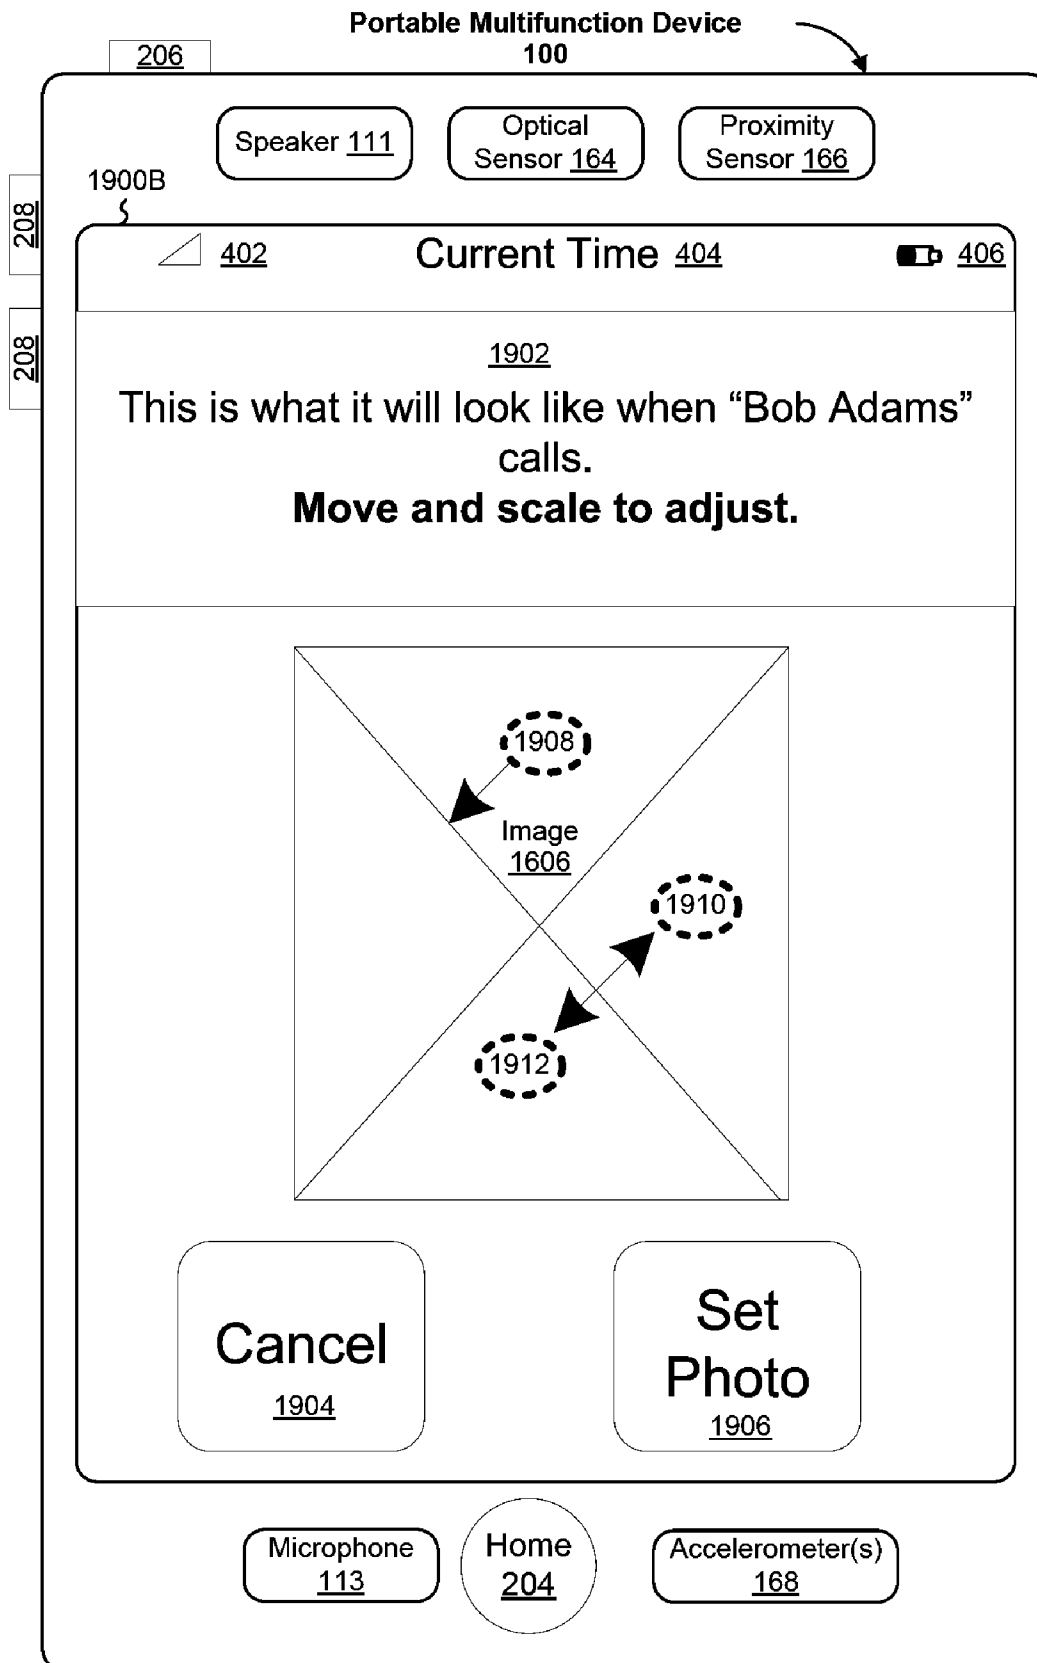 Portable Multifunction Device
100
206
Speaker 111
Optical
Sensor 164
Proximity
Sensor 166
1900B
208
208
402
Current Time 404
406
1902
This is what it will look like when “Bob Adams”
calls.
Move and scale to adjust.
1908
Image
1606
1910
1912
Cancel
1904
Set
Photo
1906
Microphone
113
Home
204
Accelerometer(s)
168